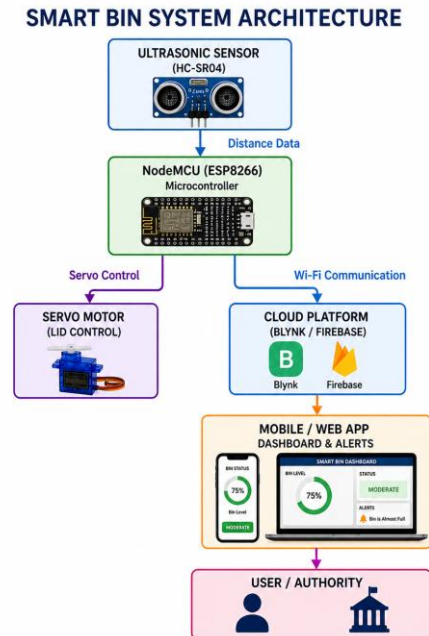 SMART BIN SYSTEM ARCHITECTURE
ULTRASONIC SENSOR
(HC-SR04)
Distance Data
NodeMCU (ESP8266)
Microcontroller
Servo Control
Wi-Fi Communication
SERVO MOTOR
(LID CONTROL)
CLOUD PLATFORM
(BLYNK / FIREBASE)
B
Blynk
Firebase
MOBILE / WEB APP
DASHBOARD & ALERTS
BIN STATUS
75%
Bin Level
MODERATE
SMART BIN DASHBOARD
BIN LEVEL
75%
STATUS
MODERATE
ALERTS
Bin is Almost Full
USER / AUTHORITY